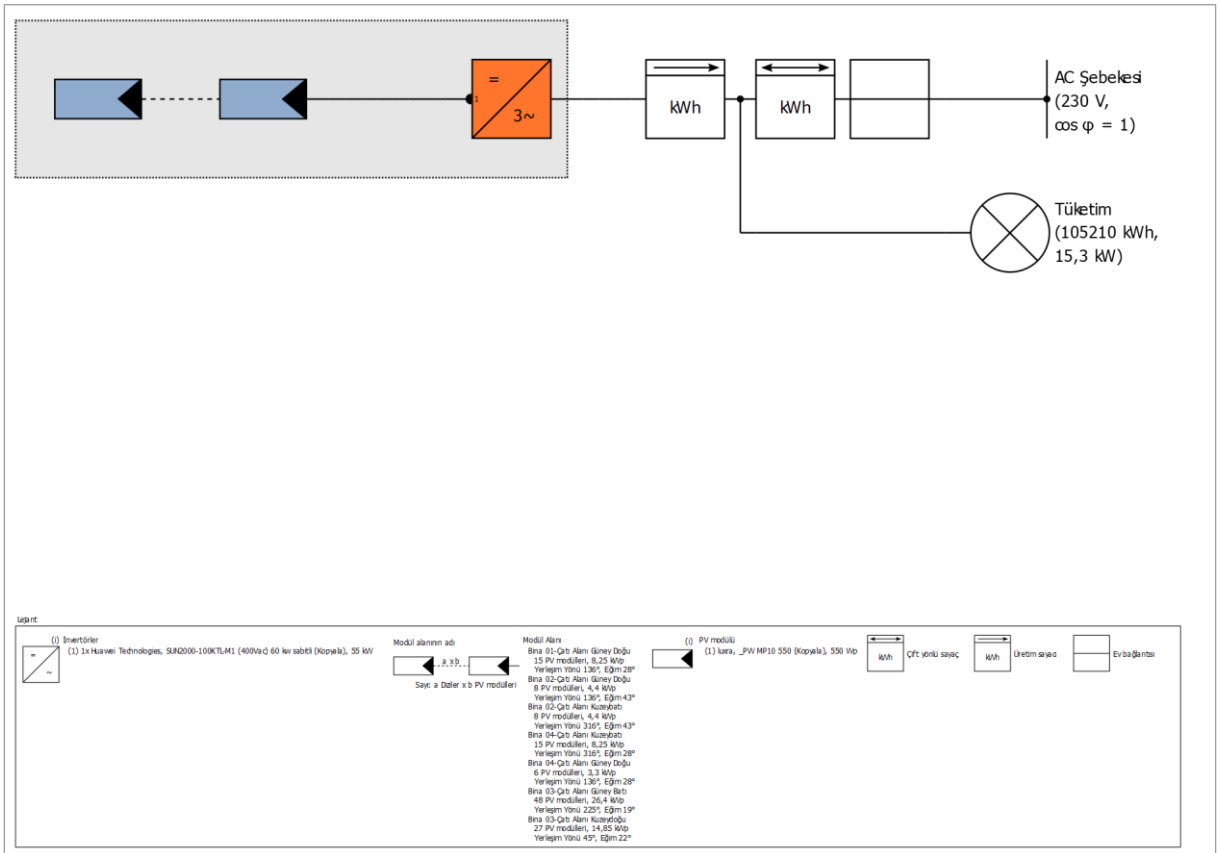 AC Şebekesi
(230 V,
cos φ = 1)
=
3~
1
kWh
kWh
Tüketim
(105210 kWh,
15,3 kW)
Lejant
(i) Invertörler
(1) 1x Huawei Technologies, SUN2000-100KTL-M1 (400Vac) 60 kw sabitli (Kopyala), 55 kW
=
~
Modül alanının adı
a x b
Sayı: a Diziler x b PV modülleri
Modül Alanı
Bina 01-Çatı Alanı Güney Doğu
15 PV modülleri, 8,25 kWp
Yerleşim Yönü 136°, Eğim 28°
Bina 02-Çatı Alanı Güney Doğu
8 PV modülleri, 4,4 kWp
Yerleşim Yönü 136°, Eğim 43°
Bina 02-Çatı Alanı Kuzeybatı
8 PV modülleri, 4,4 kWp
Yerleşim Yönü 316°, Eğim 43°
Bina 04-Çatı Alanı Kuzeybatı
15 PV modülleri, 8,25 kWp
Yerleşim Yönü 316°, Eğim 28°
Bina 04-Çatı Alanı Güney Doğu
6 PV modülleri, 3,3 kWp
Yerleşim Yönü 136°, Eğim 28°
Bina 03-Çatı Alanı Güney Batı
48 PV modülleri, 26,4 kWp
Yerleşim Yönü 225°, Eğim 19°
Bina 03-Çatı Alanı Kuzeydoğu
27 PV modülleri, 14,85 kWp
Yerleşim Yönü 45°, Eğim 22°
(i) PV modülü
(1) Lusra, _PW MP10 550 (Kopyala), 550 Wp
kWh
Çift yönlü sayaç
kWh
Üretim sayacı
Ev bağlantısı